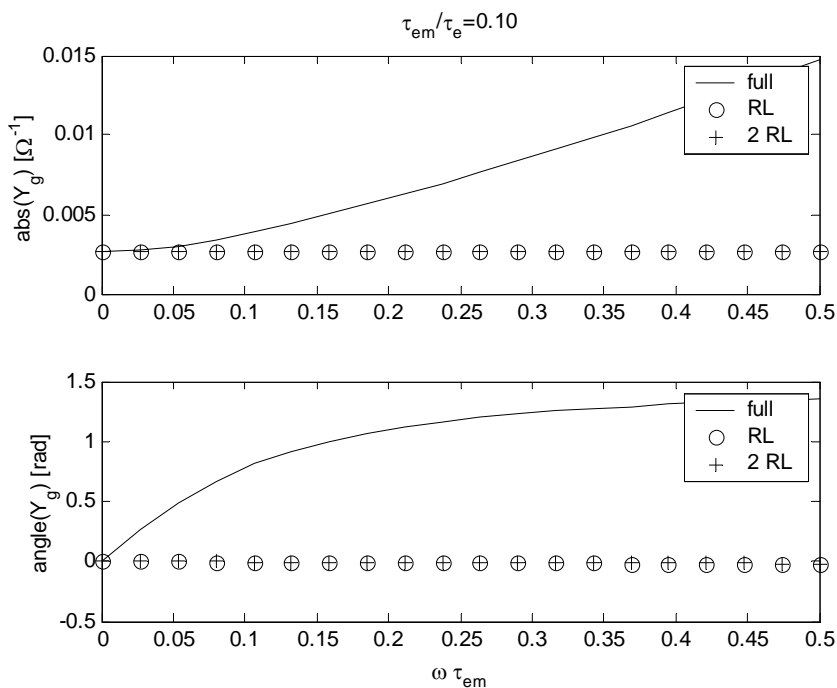 τem/τe=0.10
0.015
0.01
0.005
0
abs(Yg) [Ω-1]
full
RL
2 RL
0 0.05 0.1 0.15 0.2 0.25 0.3 0.35 0.4 0.45 0.5
1.5
1
0.5
0
-0.5
angle(Yg) [rad]
full
RL
2 RL
0 0.05 0.1 0.15 0.2 0.25 0.3 0.35 0.4 0.45 0.5
ω τem